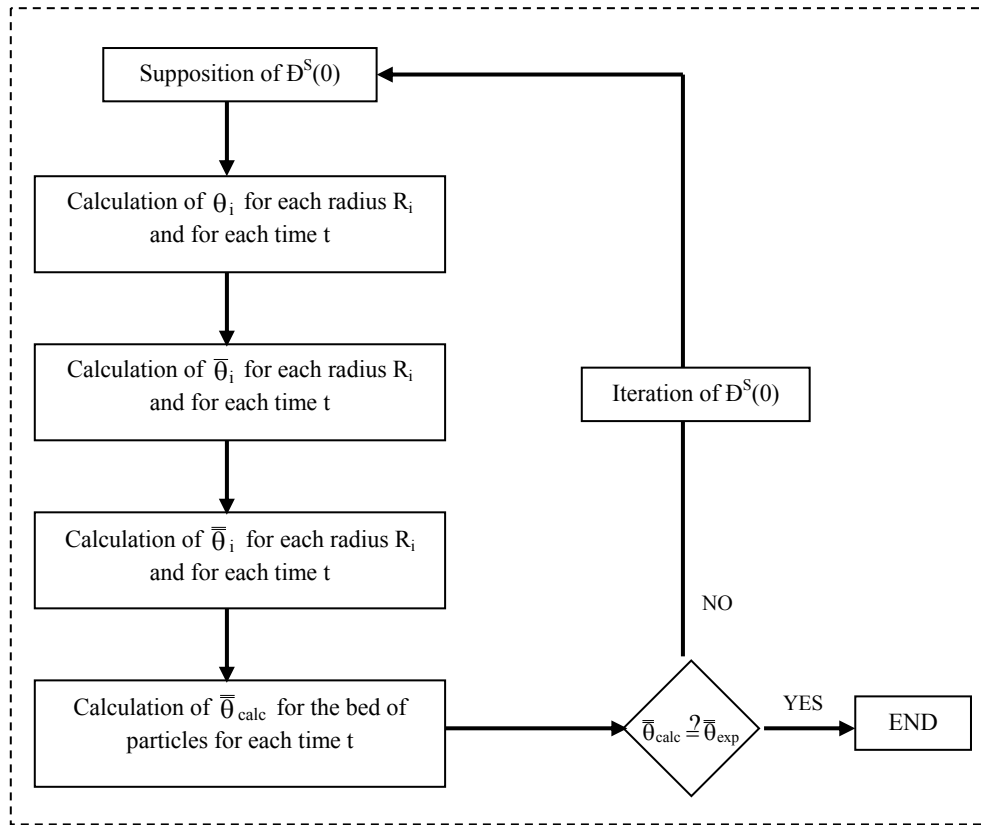 Supposition of Đ^S(0)
Calculation of θ_i for each radius R_i
and for each time t
Calculation of θ̅_i for each radius R_i
and for each time t
Iteration of Đ^S(0)
Calculation of θ̿_i for each radius R_i
and for each time t
NO
Calculation of θ̿_calc for the bed of
particles for each time t
θ̿_calc ≟ θ̿_exp
YES
END